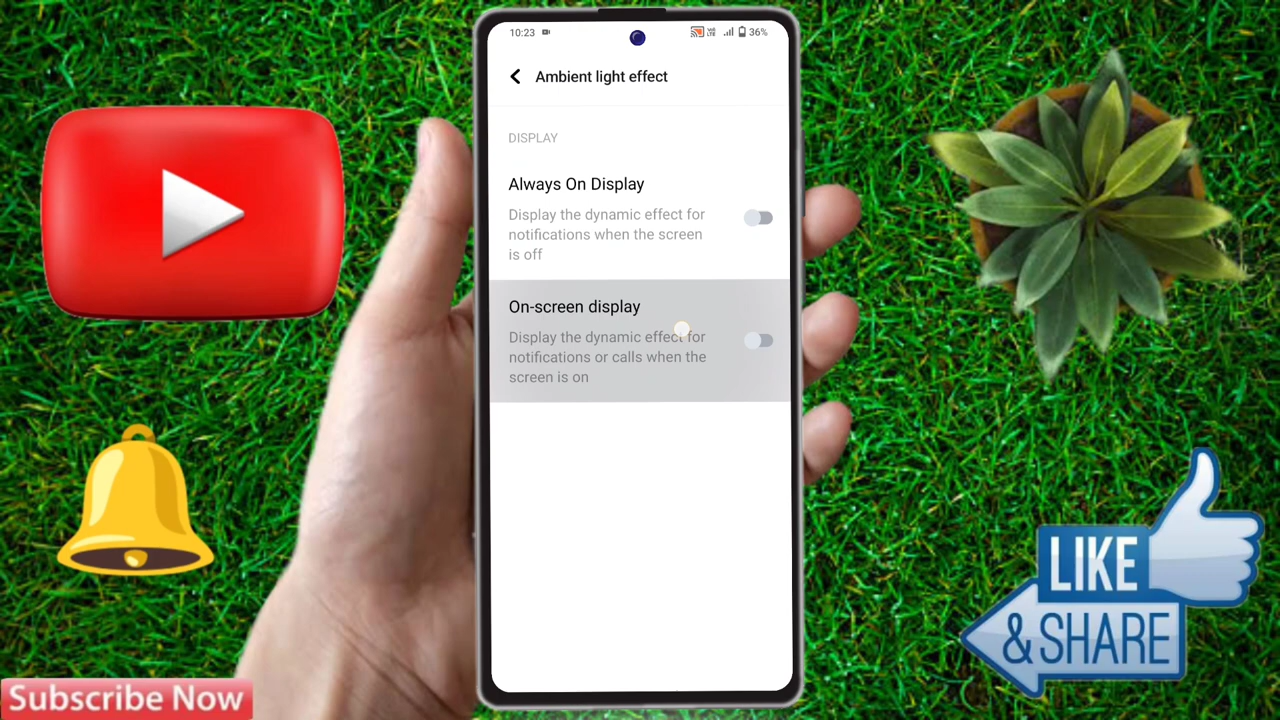 10:23
VoLTE
36%
Ambient light effect
DISPLAY
Always On Display
Display the dynamic effect for
notifications when the screen
is off
On-screen display
Display the dynamic effect for
notifications or calls when the
screen is on
LIKE
& SHARE
Subscribe Now